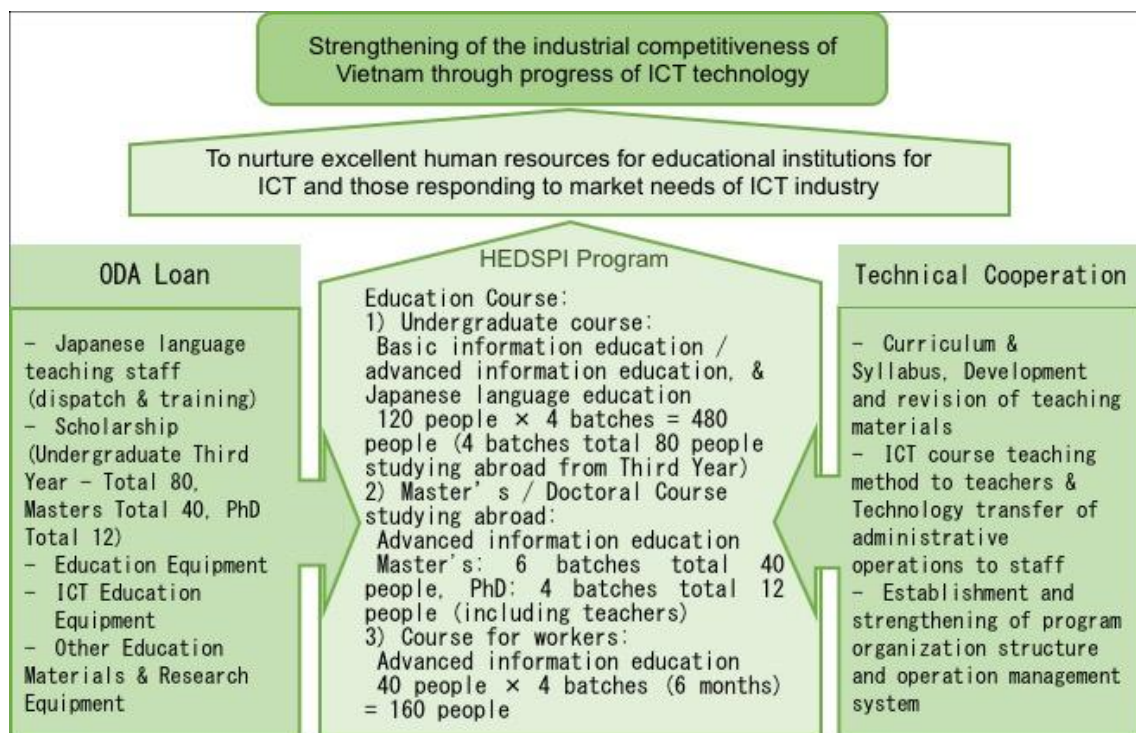 Strengthening of the industrial competitiveness of
Vietnam through progress of ICT technology
To nurture excellent human resources for educational institutions for
ICT and those responding to market needs of ICT industry
ODA Loan
- Japanese language
teaching staff
(dispatch & training)
- Scholarship
(Undergraduate Third
Year - Total 80,
Masters Total 40, PhD
Total 12)
- Education Equipment
- ICT Education
Equipment
- Other Education
Materials & Research
Equipment
HEDSPI Program
Education Course:
1) Undergraduate course:
Basic information education /
advanced information education, &
Japanese language education
120 people × 4 batches = 480
people (4 batches total 80 people
studying abroad from Third Year)
2) Master's / Doctoral Course
studying abroad:
Advanced information education
Master's: 6 batches total 40
people, PhD: 4 batches total 12
people (including teachers)
3) Course for workers:
Advanced information education
40 people × 4 batches (6 months)
= 160 people
Technical Cooperation
- Curriculum &
Syllabus, Development
and revision of teaching
materials
- ICT course teaching
method to teachers &
Technology transfer of
administrative
operations to staff
- Establishment and
strengthening of program
organization structure
and operation management
system